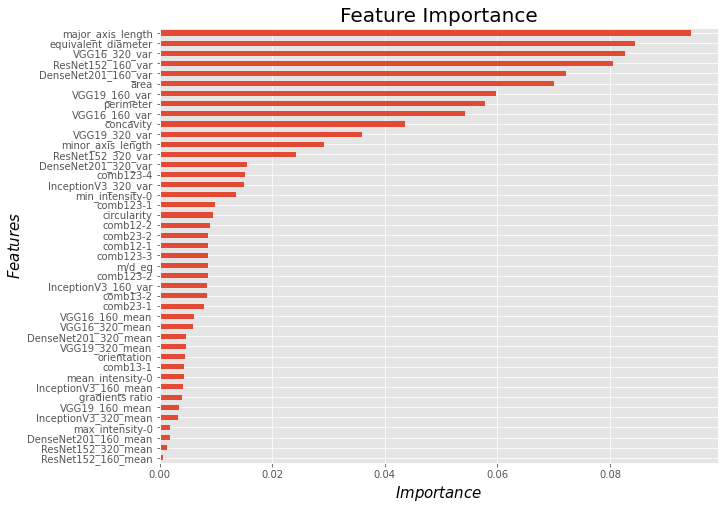 Feature Importance
major_axis_length
equivalent_diameter
VGG16_320_var
ResNet152_160_var
DenseNet201_160_var
area
VGG19_160_var
perimeter
VGG16_160_var
concavity
VGG19_320_var
minor_axis_length
ResNet152_320_var
DenseNet201_320_var
comb123-4
InceptionV3_320_var
min_intensity-0
comb123-1
circularity
comb12-2
comb23-2
comb12-1
comb123-3
m/d_eg
comb123-2
InceptionV3_160_var
comb13-2
comb23-1
VGG16_160_mean
VGG16_320_mean
DenseNet201_320_mean
VGG19_320_mean
orientation
comb13-1
mean_intensity-0
InceptionV3_160_mean
gradients ratio
VGG19_160_mean
InceptionV3_320_mean
max_intensity-0
DenseNet201_160_mean
ResNet152_320_mean
ResNet152_160_mean
Features
0.00 0.02 0.04 0.06 0.08
Importance